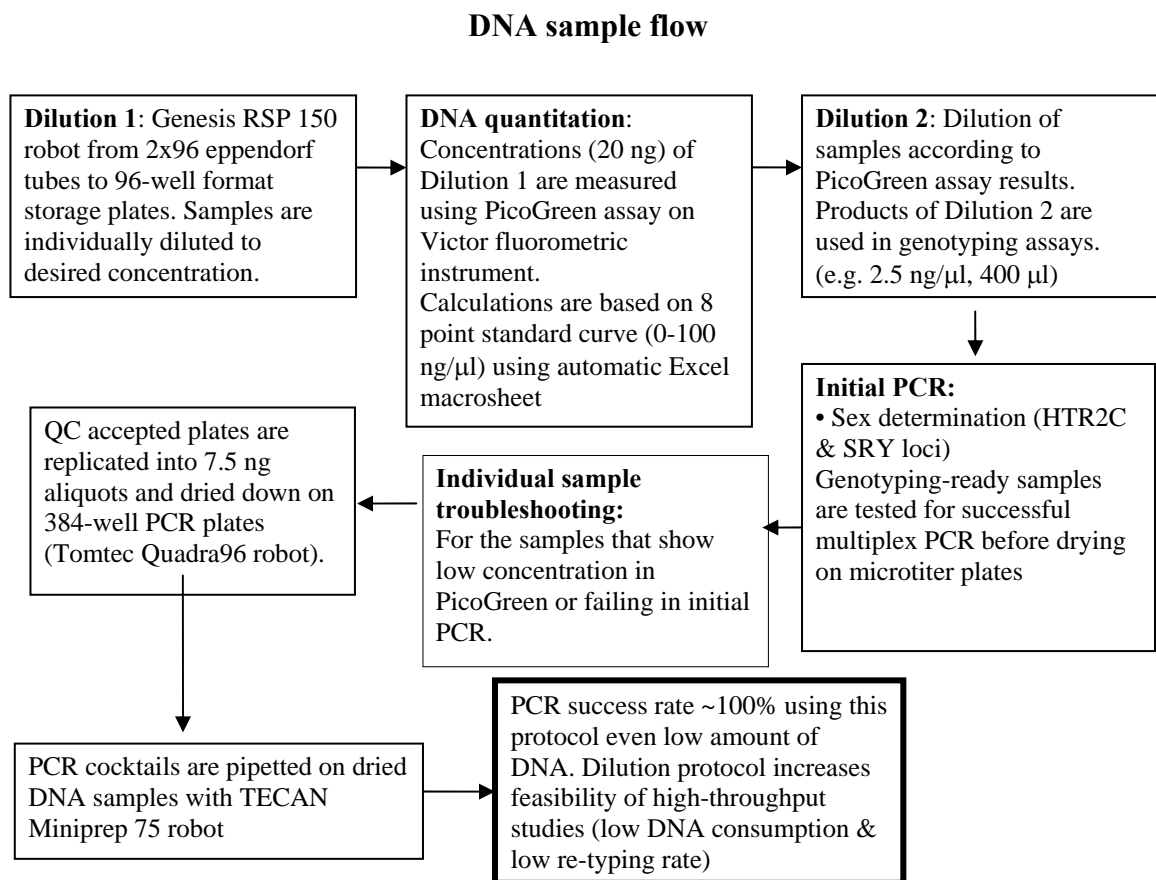 DNA sample flow
Dilution 1: Genesis RSP 150
robot from 2x96 eppendorf
tubes to 96-well format
storage plates. Samples are
individually diluted to
desired concentration.
DNA quantitation:
Concentrations (20 ng) of
Dilution 1 are measured
using PicoGreen assay on
Victor fluorometric
instrument.
Calculations are based on 8
point standard curve (0-100
ng/μl) using automatic Excel
macrosheet
Dilution 2: Dilution of
samples according to
PicoGreen assay results.
Products of Dilution 2 are
used in genotyping assays.
(e.g. 2.5 ng/μl, 400 μl)
Initial PCR:
• Sex determination (HTR2C
& SRY loci)
Genotyping-ready samples
are tested for successful
multiplex PCR before drying
on microtiter plates
Individual sample
troubleshooting:
For the samples that show
low concentration in
PicoGreen or failing in initial
PCR.
QC accepted plates are
replicated into 7.5 ng
aliquots and dried down on
384-well PCR plates
(Tomtec Quadra96 robot).
PCR cocktails are pipetted on dried
DNA samples with TECAN
Miniprep 75 robot
PCR success rate ~100% using this
protocol even low amount of
DNA. Dilution protocol increases
feasibility of high-throughput
studies (low DNA consumption &
low re-typing rate)